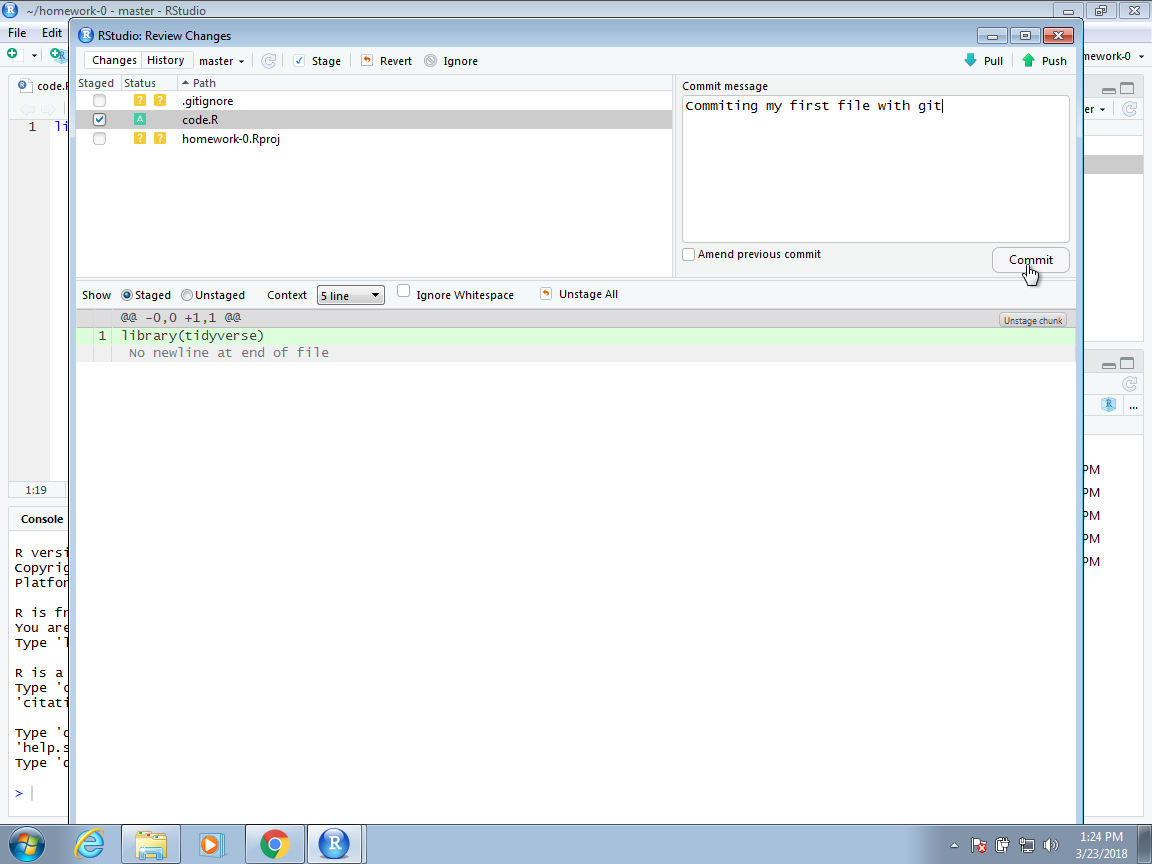 ~/homework-0 - master - RStudio
File Edit
RStudio: Review Changes
Changes History master Stage Revert Ignore Pull Push
mework-0
Staged Status Path
.gitignore
A code.R
homework-0.Rproj
Commit message
Commiting my first file with git
Amend previous commit
Commit
code.R
er
1 li
Show Staged Unstaged Context 5 line Ignore Whitespace Unstage All
@@ -0,0 +1,1 @@ Unstage chunk
1 library(tidyverse)
No newline at end of file
...
PM
PM
PM
PM
PM
1:19
Console
R versi
Copyrig
Platfor
R is fr
You are
Type 'l
R is a
Type 'c
'citati
Type 'd
'help.s
Type 'q
>
1:24 PM
3/23/2018